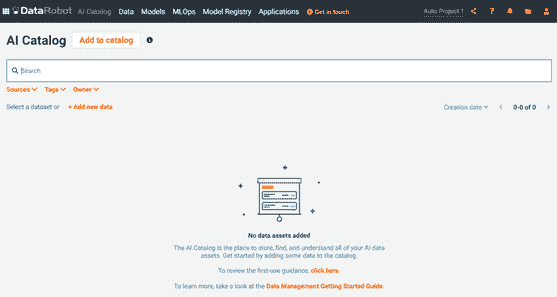 DataRobot AI Catalog Data Models MLOps Model Registry Applications Get in touch Auto Project 1
AI Catalog Add to catalog
Search
Sources Tags Owner
Select a dataset or + Add new data Creation date 0-0 of 0
No data assets added
The AI Catalog is the place to store, find, and understand all of your AI data
assets. Get started by adding some data to the catalog.
To review the first-use guidance, click here.
To learn more, take a look at the Data Management Getting Started Guide.